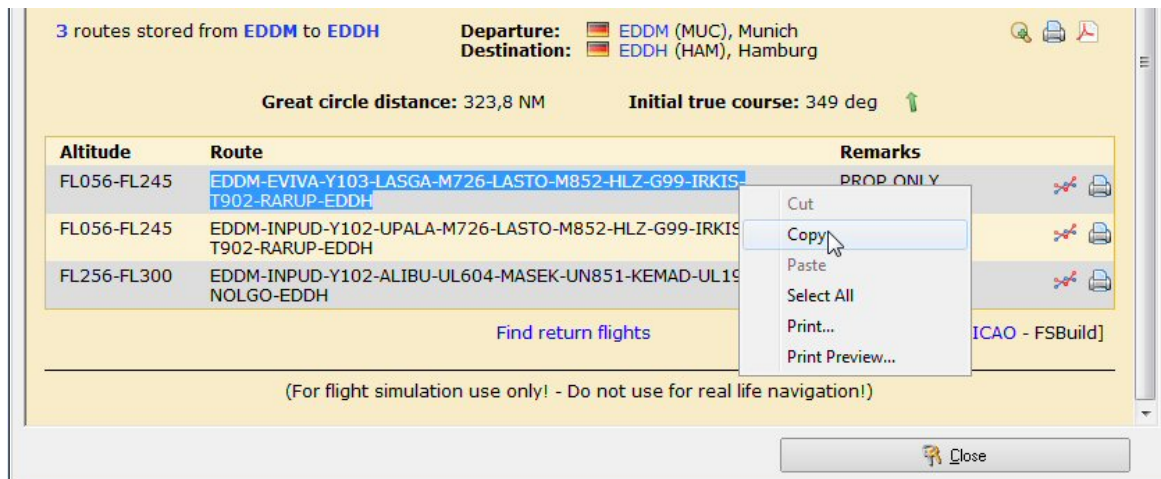 3 routes stored from EDDM to EDDH
Departure: EDDM (MUC), Munich
Destination: EDDH (HAM), Hamburg
Great circle distance: 323,8 NM Initial true course: 349 deg
Altitude Route Remarks
FL056-FL245 EDDM-EVIVA-Y103-LASGA-M726-LASTO-M852-HLZ-G99-IRKIS- PROP ONLY
T902-RARUP-EDDH
FL056-FL245 EDDM-INPUD-Y102-UPALA-M726-LASTO-M852-HLZ-G99-IRKIS
T902-RARUP-EDDH
FL256-FL300 EDDM-INPUD-Y102-ALIBU-UL604-MASEK-UN851-KEMAD-UL19
NOLGO-EDDH
Cut
Copy
Paste
Select All
Print...
Print Preview...
Find return flights ICAO - FSBuild]
(For flight simulation use only! - Do not use for real life navigation!)
Close